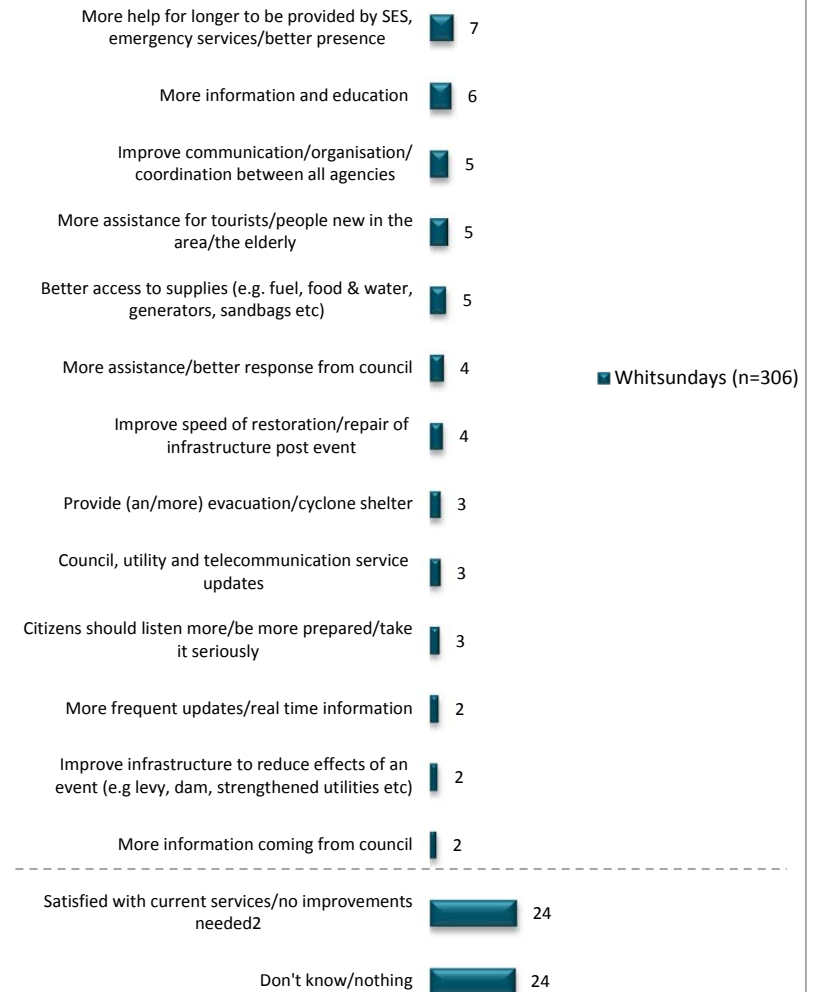 More help for longer to be provided by SES,
emergency services/better presence
7
More information and education
6
Improve communication/organisation/
coordination between all agencies
5
More assistance for tourists/people new in the
area/the elderly
5
Better access to supplies (e.g. fuel, food & water,
generators, sandbags etc)
5
More assistance/better response from council
4
Whitsundays (n=306)
Improve speed of restoration/repair of
infrastructure post event
4
Provide (an/more) evacuation/cyclone shelter
3
Council, utility and telecommunication service
updates
3
Citizens should listen more/be more prepared/take
it seriously
3
More frequent updates/real time information
2
Improve infrastructure to reduce effects of an
event (e.g levy, dam, strengthened utilities etc)
2
More information coming from council
2
Satisfied with current services/no improvements
needed2
24
Don't know/nothing
24